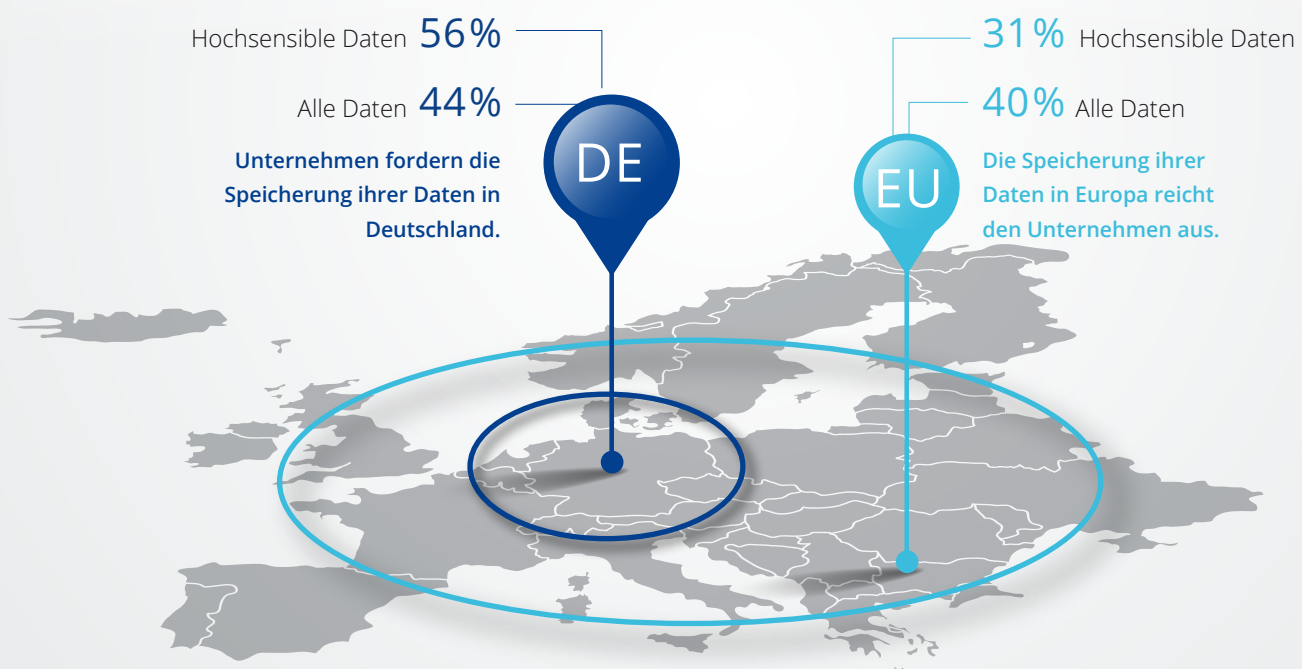 Hochsensible Daten 56%
Alle Daten 44%
Unternehmen fordern die
Speicherung ihrer Daten in
Deutschland.
DE
31% Hochsensible Daten
40% Alle Daten
Die Speicherung ihrer
Daten in Europa reicht
den Unternehmen aus.
EU